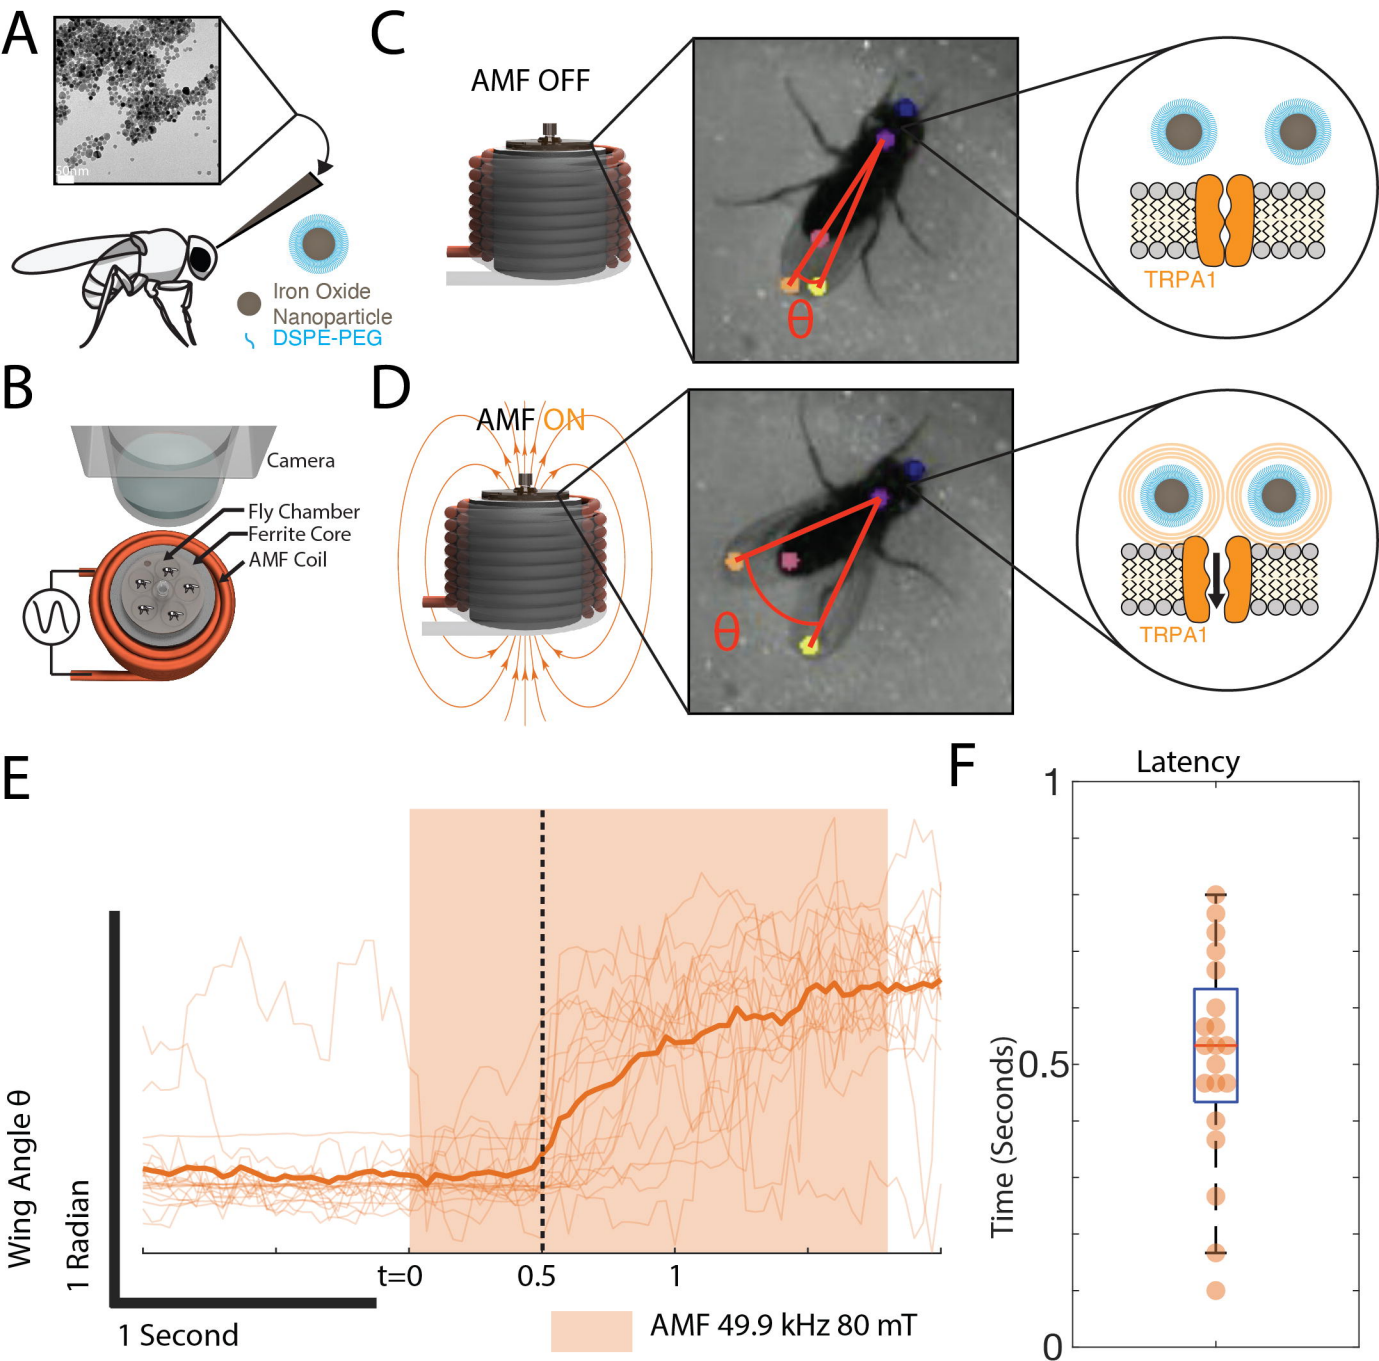 A
50nm
Iron Oxide
Nanoparticle
DSPE-PEG
B
Camera
Fly Chamber
Ferrite Core
AMF Coil
C
AMF OFF
θ
TRPA1
D
AMF ON
θ
TRPA1
E
Wing Angle θ
1 Radian
1 Second
t=0
0.5
1
AMF 49.9 kHz 80 mT
F
Latency
Time (Seconds)
1
0.5
0